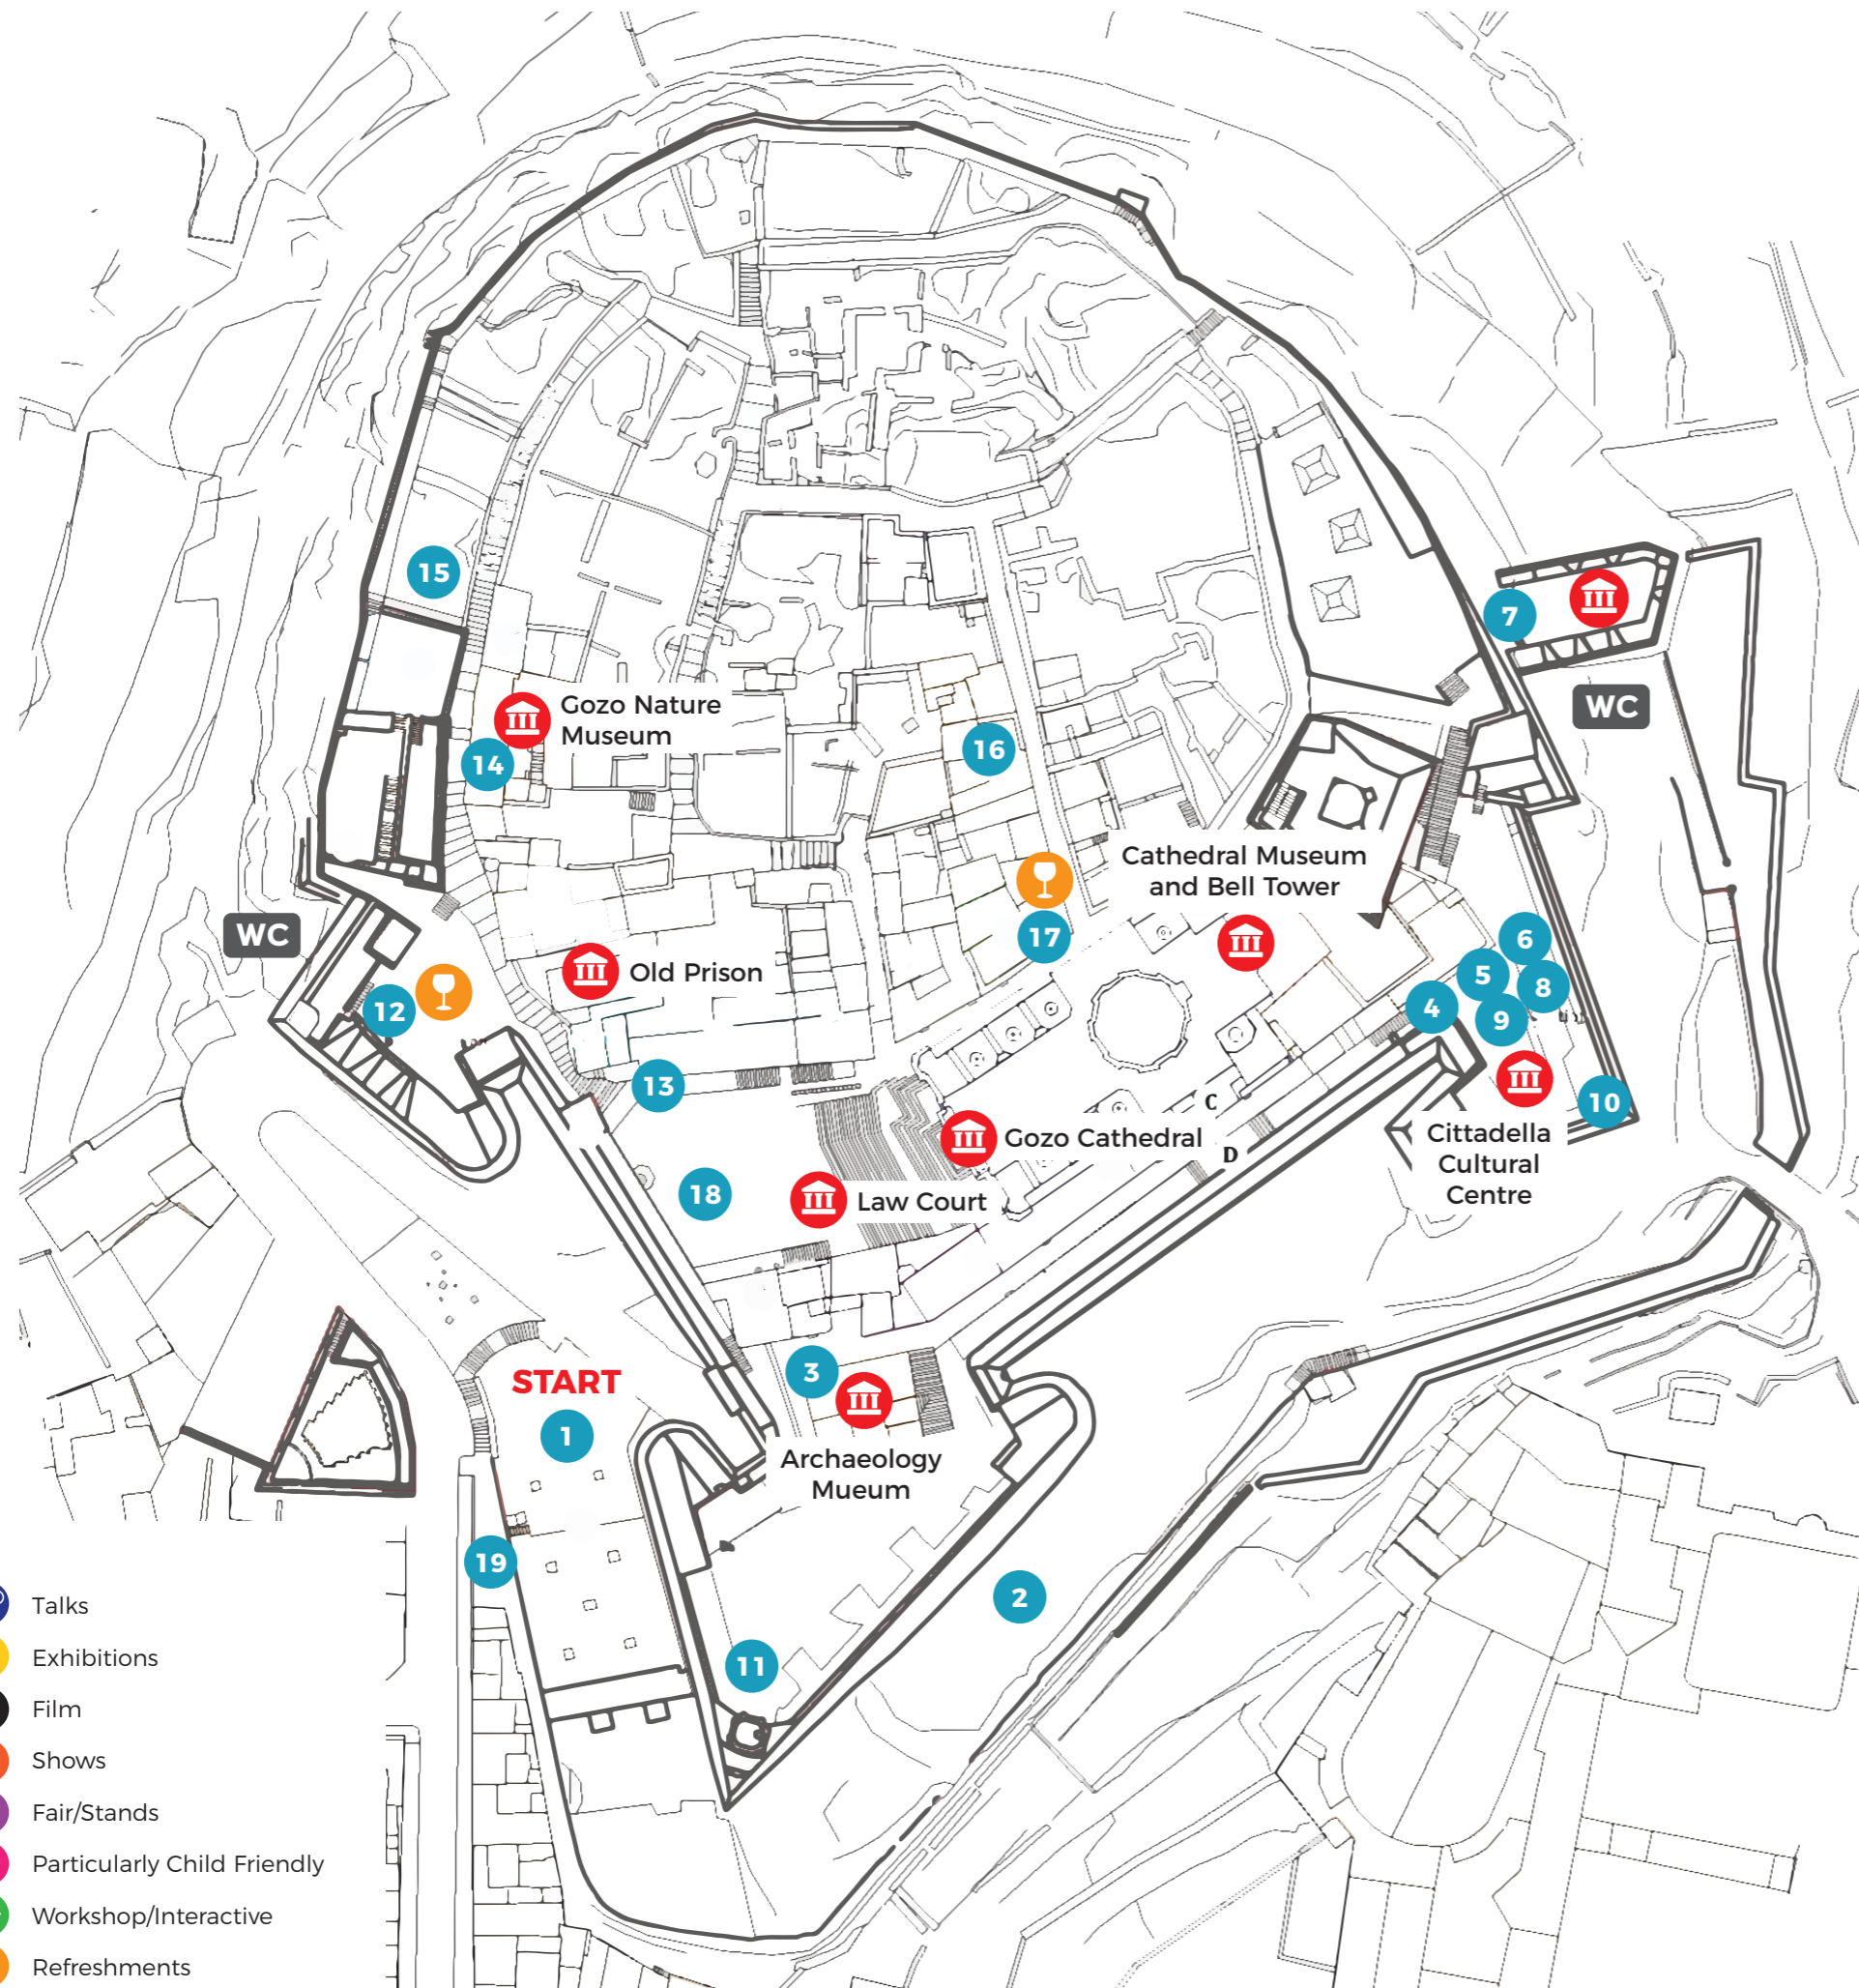 15
7
WC
Gozo Nature
Museum
14
16
Cathedral Museum
and Bell Tower
WC
17
6
Old Prison
5
8
12
4
9
13
C
10
Gozo Cathedral
D
Cittadella
Cultural
Centre
18
Law Court
3
START
1
Archaeology
Mueum
19
2
11
Talks
Exhibitions
Film
Shows
Fair/Stands
Particularly Child Friendly
Workshop/Interactive
Refreshments